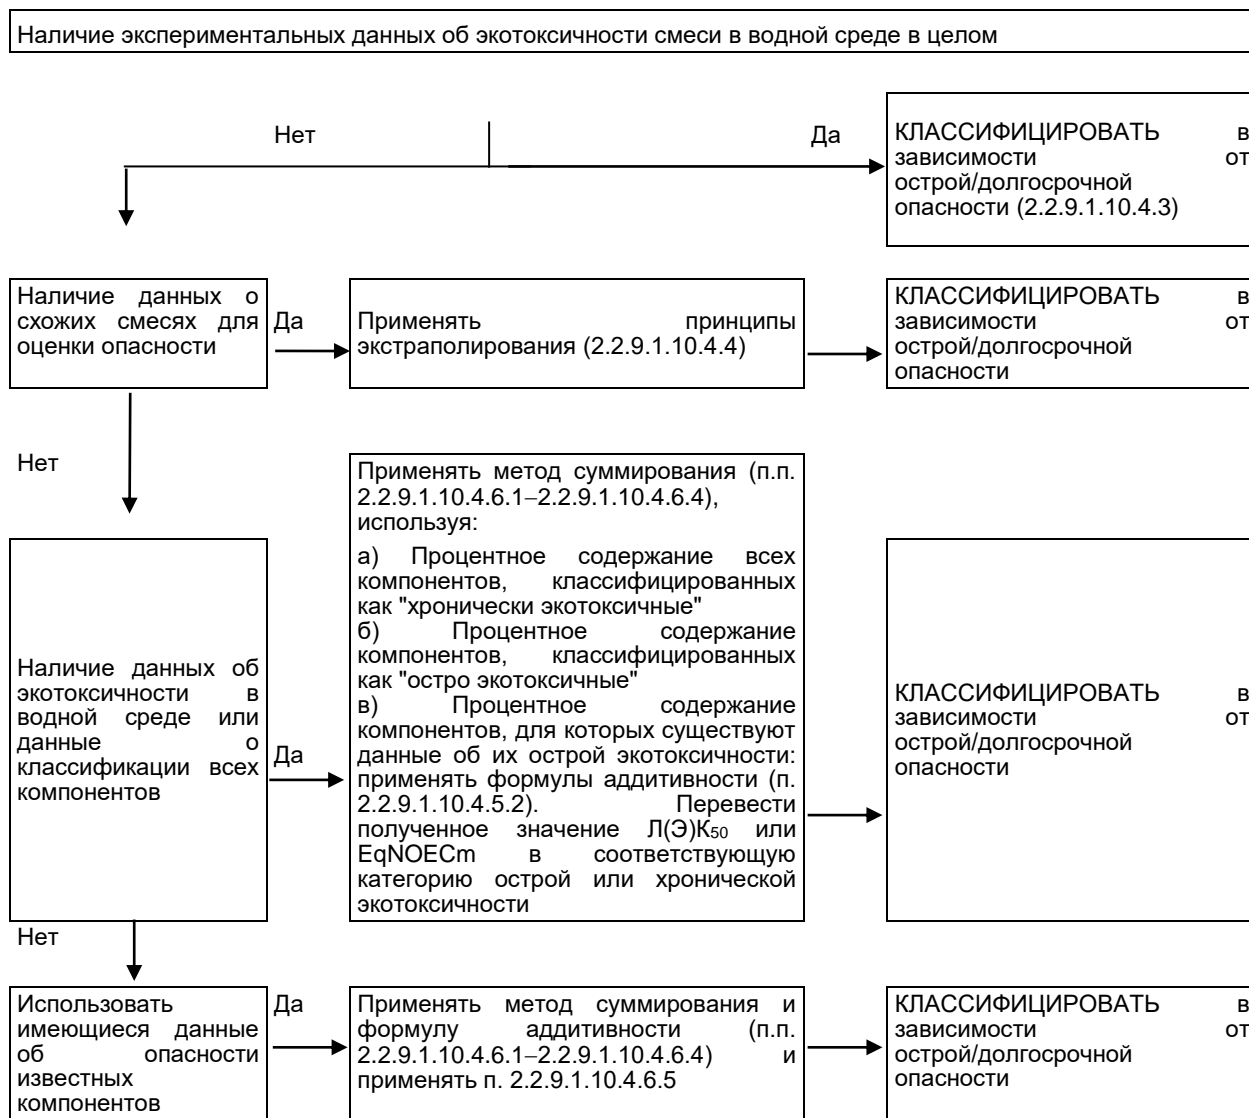 Наличие экспериментальных данных об экотоксичности смеси в водной среде в целом
Нет
Да
КЛАССИФИЦИРОВАТЬ в
зависимости от
острой/долгосрочной
опасности (2.2.9.1.10.4.3)
Наличие данных о
схожих смесях для
оценки опасности
Да
Применять принципы
экстраполирования (2.2.9.1.10.4.4)
КЛАССИФИЦИРОВАТЬ в
зависимости от
острой/долгосрочной
опасности
Нет
Наличие данных об
экотоксичности в
водной среде или
данные о
классификации всех
компонентов
Да
Применять метод суммирования (п.п.
2.2.9.1.10.4.6.1–2.2.9.1.10.4.6.4),
используя:
а) Процентное содержание всех
компонентов, классифицированных
как "хронически экотоксичные"
б) Процентное содержание
компонентов, классифицированных
как "остро экотоксичные"
в) Процентное содержание
компонентов, для которых существуют
данные об их острой экотоксичности:
применять формулы аддитивности (п.
2.2.9.1.10.4.5.2). Перевести
полученное значение Л(Э)К50 или
EqNOECm в соответствующую
категорию острой или хронической
экотоксичности
КЛАССИФИЦИРОВАТЬ в
зависимости от
острой/долгосрочной
опасности
Нет
Использовать
имеющиеся данные
об опасности
известных
компонентов
Да
Применять метод суммирования и
формулу аддитивности (п.п.
2.2.9.1.10.4.6.1–2.2.9.1.10.4.6.4) и
применять п. 2.2.9.1.10.4.6.5
КЛАССИФИЦИРОВАТЬ в
зависимости от
острой/долгосрочной
опасности